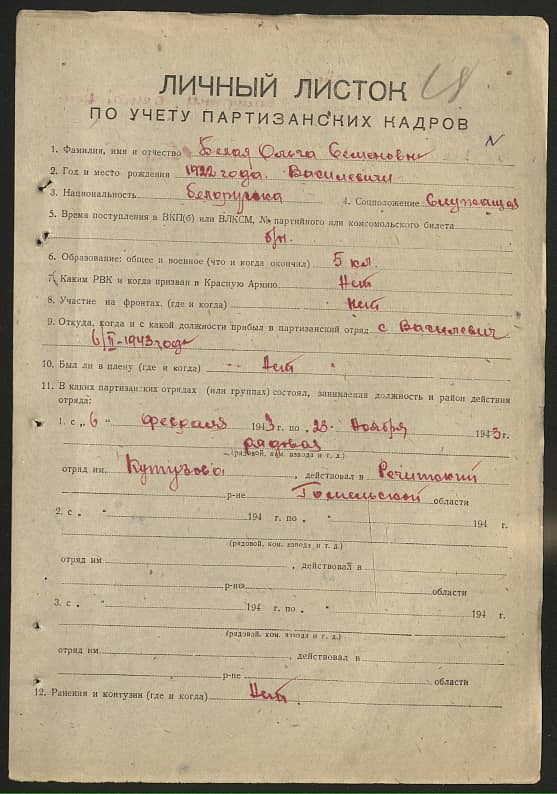 ЛИЧНЫЙ ЛИСТОК
ПО УЧЕТУ ПАРТИЗАНСКИХ КАДРОВ
1. Фамилия, имя и отчество Белая Ольга Семеновна
2. Год и место рождения 1922 года. Василевичи
3. Национальность Белорусска 4. Соцположение Служащая
5. Время поступления в ВКП(б) или ВЛКСМ, № партийного или комсомольского билета
б/п.
6. Образование: общее и военное (что и когда окончил) 5 кл.
7. Каким РВК и когда призван в Красную Армию Нет
8. Участие на фронтах. (где и когда) Нет
9. Откуда, когда и с какой должности прибыл в партизанский отряд с Василевич
6/II-1943 года
10. Был ли в плену (где и когда) " Нет "
11. В каких партизанских отрядах (или группах) состоял, занимаемая должность и район действия
отряда:
1. с „6 " февраля 1943 г. по „ 23 " Ноября 1943 г.
рядовая
(рядовой, ком. взвода и т. д.)
отряд им. Кутузова , действовал в Речитский
р-не Гомельской области
2. с „ " 194 г. по „ " 194 г.
(рядовой. ком. взвода и т. д.)
отряд им , действовал в
р-не области
3. с „ " 194 г. по „ " 194 г.
(рядовой. ком. взвода и т. д.)
отряд им. , действовал в
р-не области
12. Ранения и контузии (где и когда) Нет